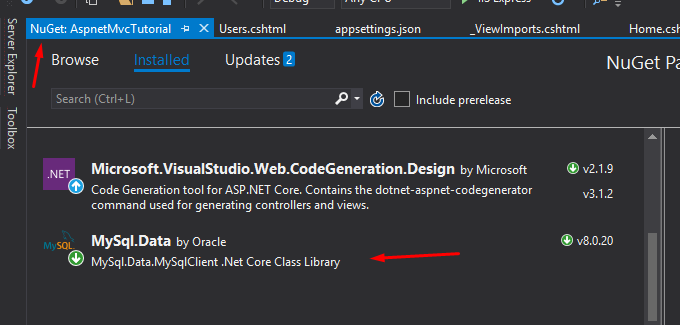 Debug
Any CPU
IIS Express
Server Explorer
Toolbox
NuGet: AspnetMvcTutorial
Users.cshtml
appsettings.json
_ViewImports.cshtml
Home.csh
Browse
Installed
Updates 2
NuGet Pa
Search (Ctrl+L)
Include prerelease
.NET
Microsoft.VisualStudio.Web.CodeGeneration.Design by Microsoft
v2.1.9
Code Generation tool for ASP.NET Core. Contains the dotnet-aspnet-codegenerator
command used for generating controllers and views.
v3.1.2
MySQL
MySql.Data by Oracle
v8.0.20
MySql.Data.MySqlClient .Net Core Class Library